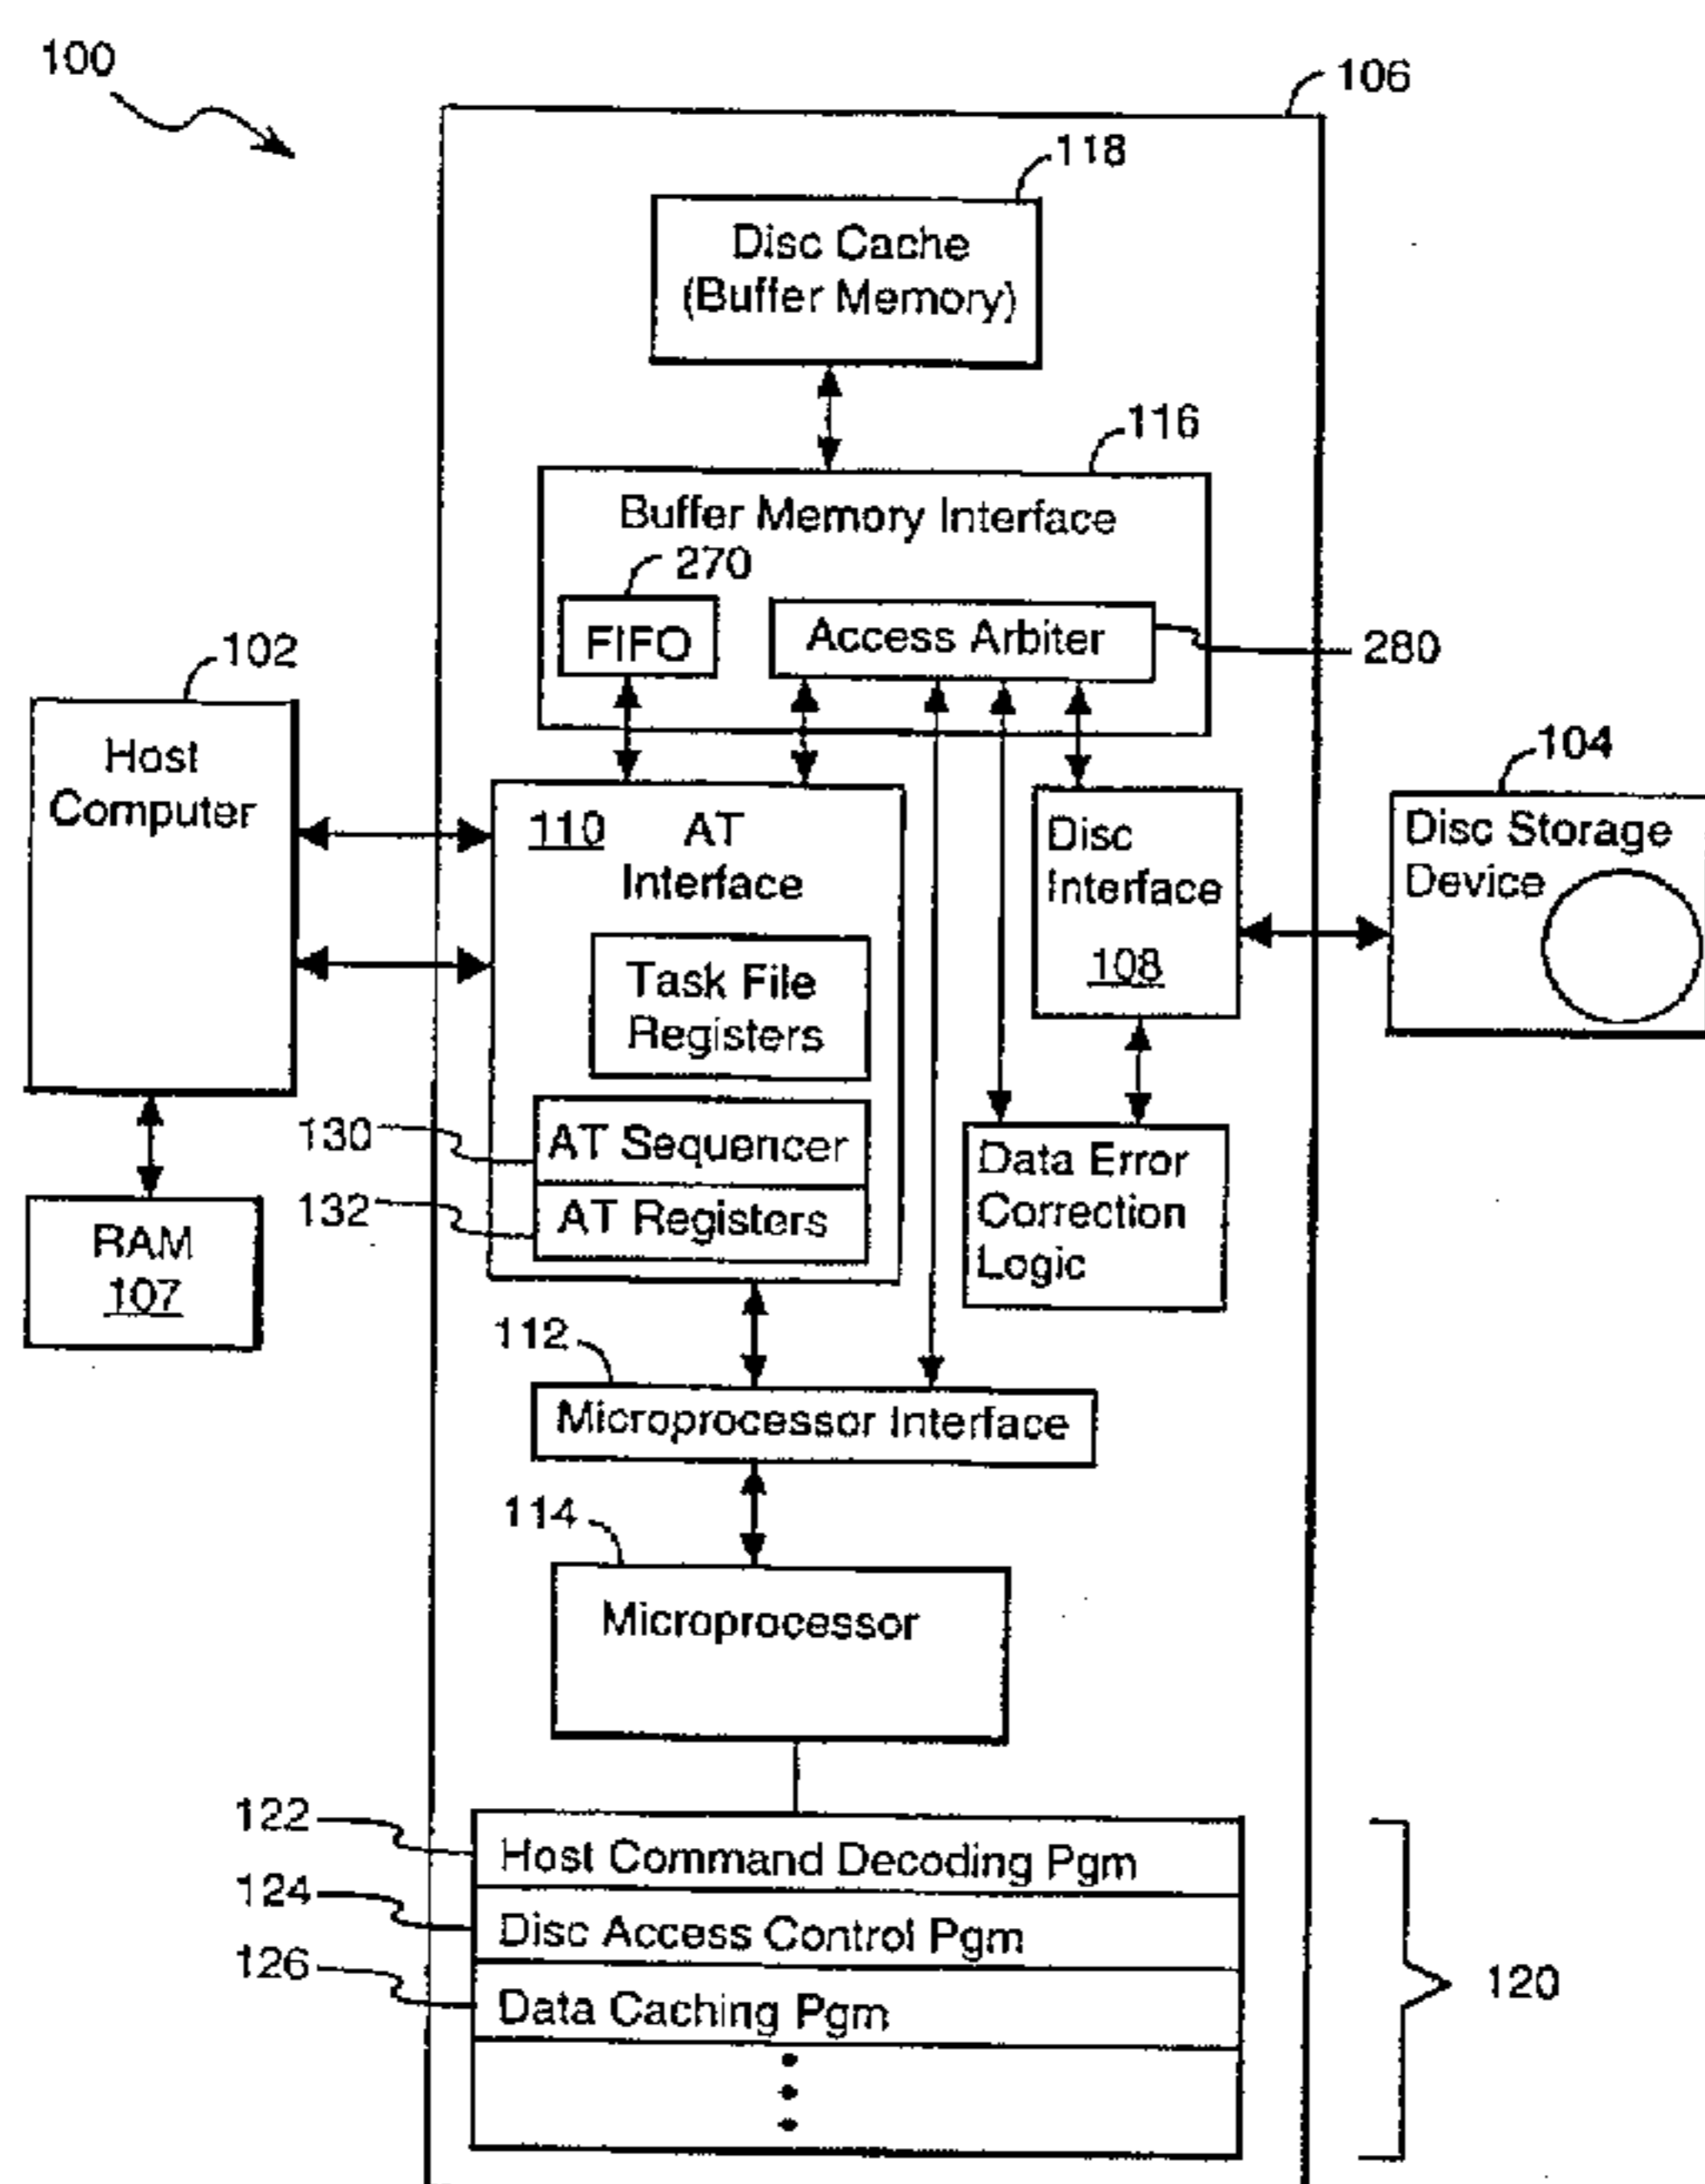 100
106
118
Disc Cache
(Buffer Memory)
116
Buffer Memory Interface
270
FIFO
Access Arbiter
280
102
Host
Computer
104
Disc Storage
Device
110
AT
Interface
Disc
Interface
108
Task File
Registers
130
AT Sequencer
132
AT Registers
Data Error
Correction
Logic
RAM
107
112
Microprocessor Interface
114
Microprocessor
122
Host Command Decoding Pgm
124
Disc Access Control Pgm
126
Data Caching Pgm
120